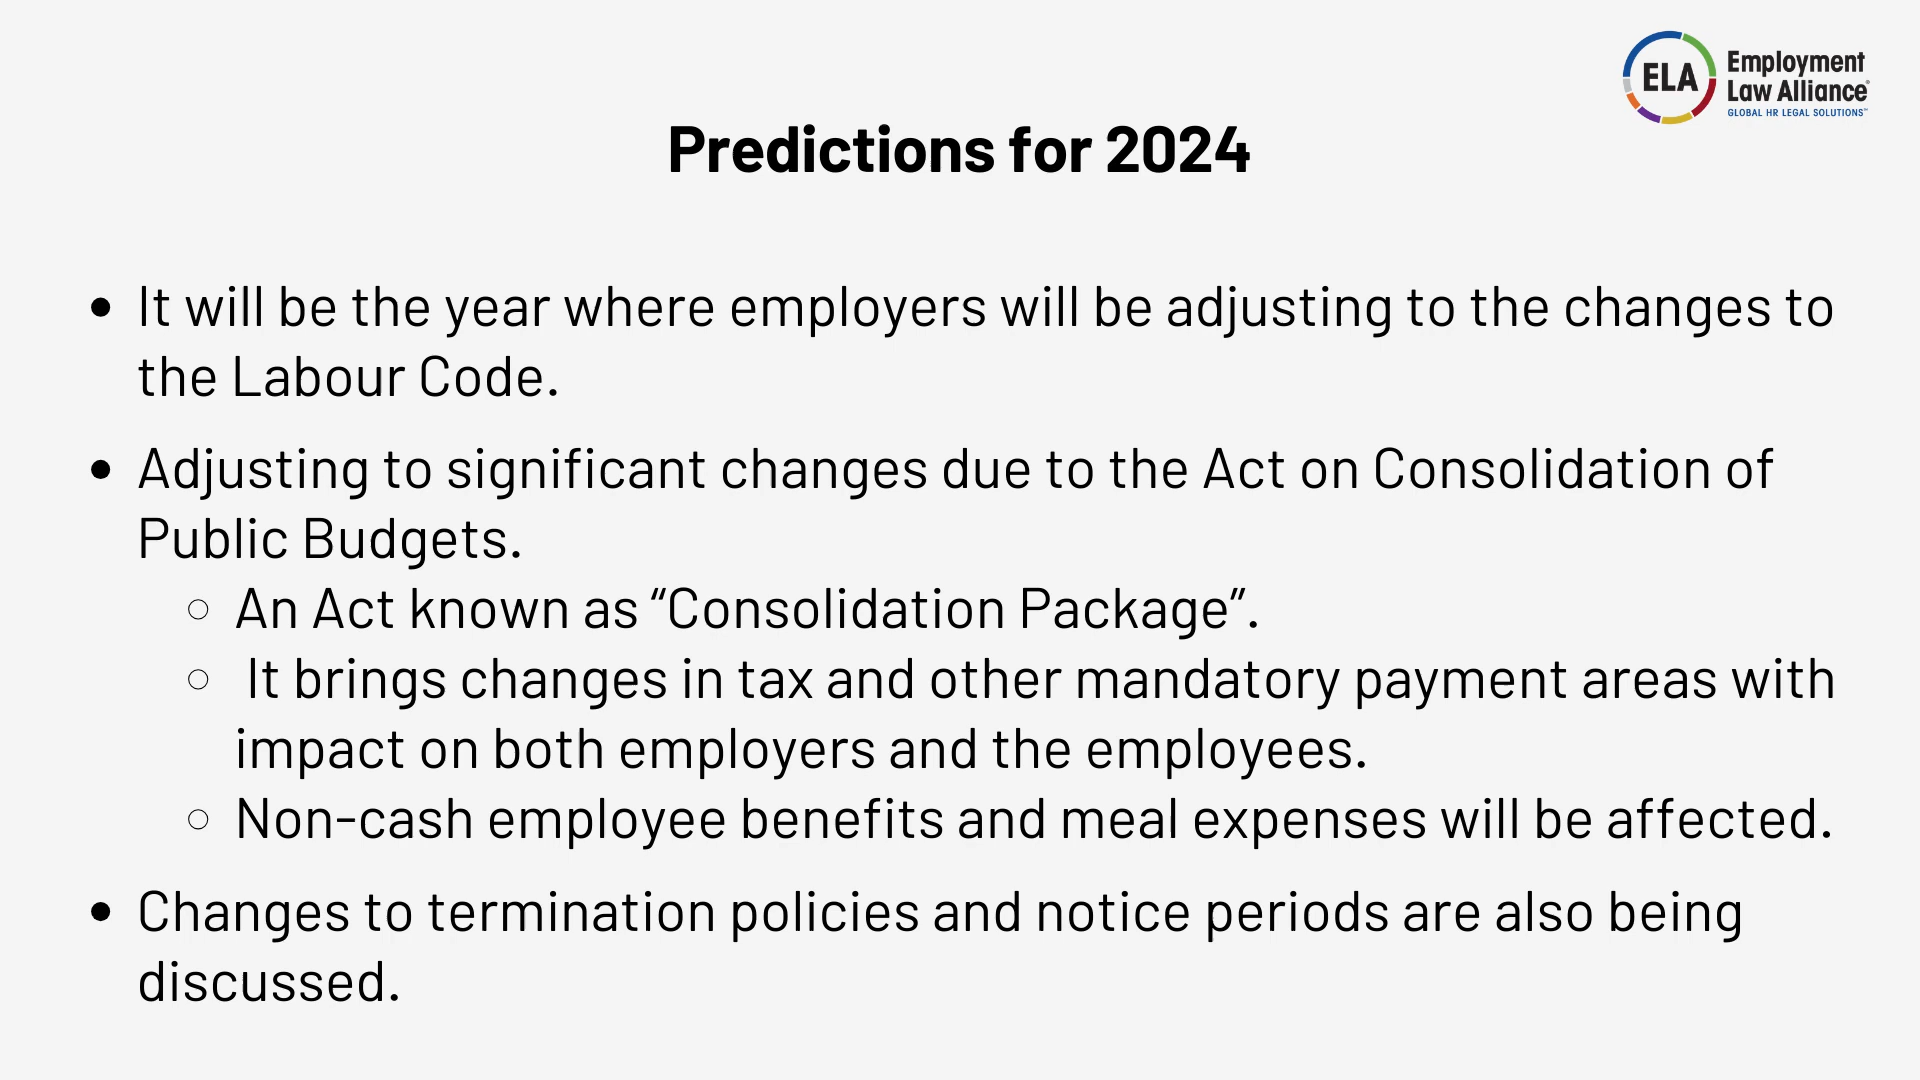 ELA
Employment
Law Alliance®
GLOBAL HR LEGAL SOLUTIONS™
Predictions for 2024
• It will be the year where employers will be adjusting to the changes to
the Labour Code.
• Adjusting to significant changes due to the Act on Consolidation of
Public Budgets.
○ An Act known as “Consolidation Package”.
○ It brings changes in tax and other mandatory payment areas with
impact on both employers and the employees.
○ Non-cash employee benefits and meal expenses will be affected.
• Changes to termination policies and notice periods are also being
discussed.